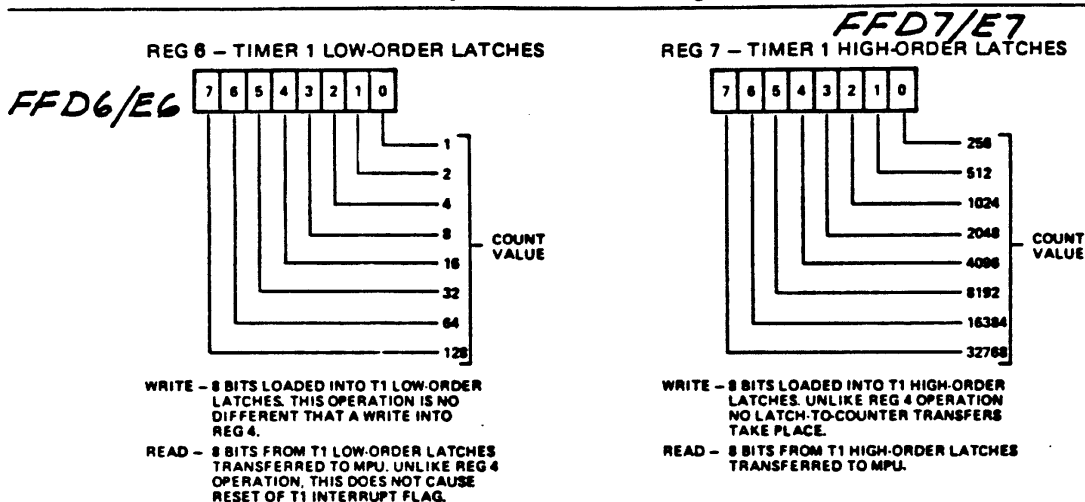 FFD7/E7
REG 6 – TIMER 1 LOW-ORDER LATCHES
REG 7 – TIMER 1 HIGH-ORDER LATCHES
FFD6/E6
7 6 5 4 3 2 1 0
1
2
4
8
16
32
64
128
COUNT
VALUE
7 6 5 4 3 2 1 0
256
512
1024
2048
4096
8192
16384
32768
COUNT
VALUE
WRITE – 8 BITS LOADED INTO T1 LOW-ORDER
LATCHES. THIS OPERATION IS NO
DIFFERENT THAT A WRITE INTO
REG 4.
READ – 8 BITS FROM T1 LOW-ORDER LATCHES
TRANSFERRED TO MPU. UNLIKE REG 4
OPERATION, THIS DOES NOT CAUSE
RESET OF T1 INTERRUPT FLAG.
WRITE – 8 BITS LOADED INTO T1 HIGH-ORDER
LATCHES. UNLIKE REG 4 OPERATION
NO LATCH-TO-COUNTER TRANSFERS
TAKE PLACE.
READ – 8 BITS FROM T1 HIGH-ORDER LATCHES
TRANSFERRED TO MPU.